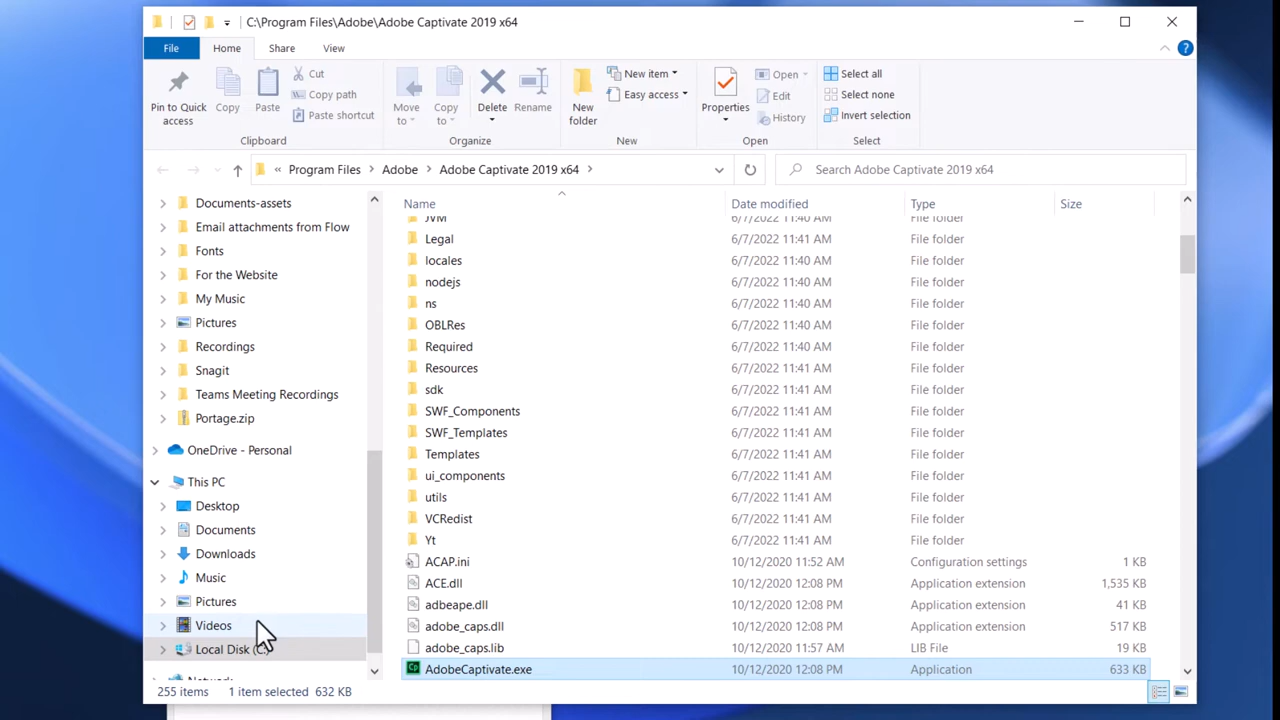 C:\Program Files\Adobe\Adobe Captivate 2019 x64
File Home Share View
Pin to Quick access
Copy
Paste
Cut
Copy path
Paste shortcut
Clipboard
Move to
Copy to
Delete
Rename
Organize
New folder
New item
Easy access
New
Properties
Open
Edit
History
Open
Select all
Select none
Invert selection
Select
« Program Files > Adobe > Adobe Captivate 2019 x64 >
Search Adobe Captivate 2019 x64
Documents-assets
Email attachments from Flow
Fonts
For the Website
My Music
Pictures
Recordings
Snagit
Teams Meeting Recordings
Portage.zip
OneDrive - Personal
This PC
Desktop
Documents
Downloads
Music
Pictures
Videos
Local Disk (C:)
Network
Name Date modified Type Size
JVM 6/7/2022 11:40 AM File folder
Legal 6/7/2022 11:41 AM File folder
locales 6/7/2022 11:40 AM File folder
nodejs 6/7/2022 11:40 AM File folder
ns 6/7/2022 11:40 AM File folder
OBLRes 6/7/2022 11:40 AM File folder
Required 6/7/2022 11:40 AM File folder
Resources 6/7/2022 11:41 AM File folder
sdk 6/7/2022 11:41 AM File folder
SWF_Components 6/7/2022 11:41 AM File folder
SWF_Templates 6/7/2022 11:41 AM File folder
Templates 6/7/2022 11:41 AM File folder
ui_components 6/7/2022 11:41 AM File folder
utils 6/7/2022 11:41 AM File folder
VCRedist 6/7/2022 11:41 AM File folder
Yt 6/7/2022 11:41 AM File folder
ACAP.ini 10/12/2020 11:52 AM Configuration settings 1 KB
ACE.dll 10/12/2020 12:08 PM Application extension 1,535 KB
adbeape.dll 10/12/2020 12:08 PM Application extension 41 KB
adobe_caps.dll 10/12/2020 12:08 PM Application extension 517 KB
adobe_caps.lib 10/12/2020 11:57 AM LIB File 19 KB
Cp AdobeCaptivate.exe 10/12/2020 12:08 PM Application 633 KB
255 items 1 item selected 632 KB